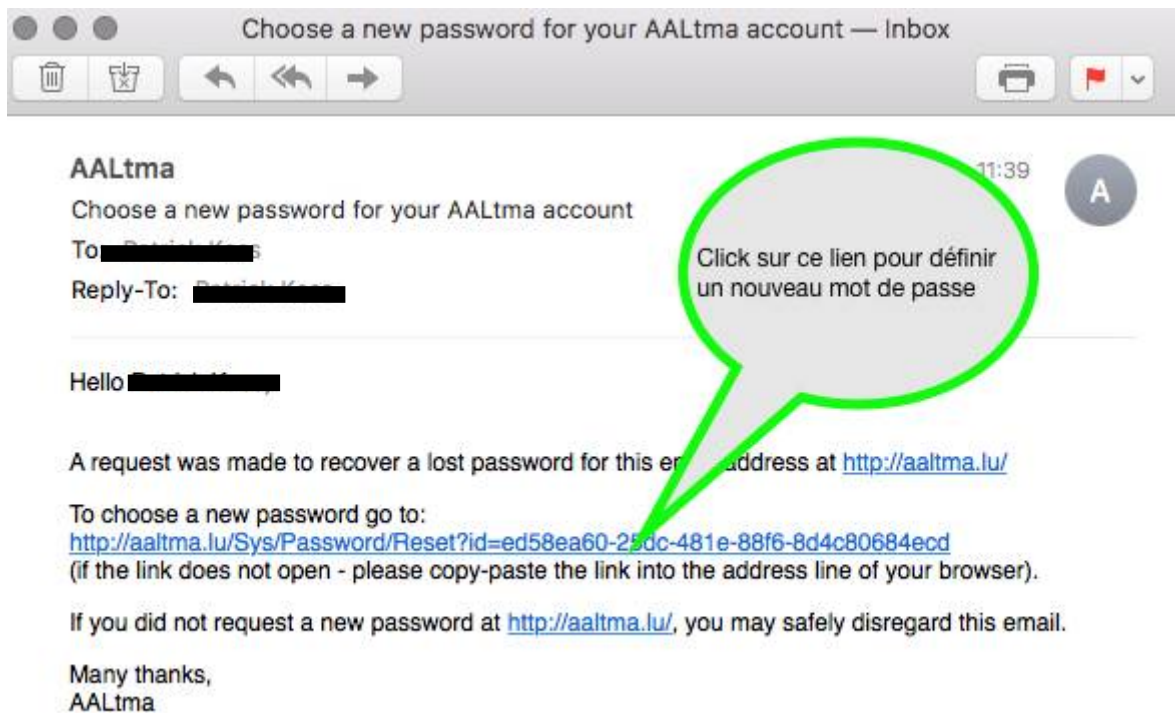 Choose a new password for your AALtma account — Inbox
AALtma
11:39
A
Choose a new password for your AALtma account
To
Reply-To:
Click sur ce lien pour définir
un nouveau mot de passe
Hello
A request was made to recover a lost password for this address at http://aaltma.lu/
To choose a new password go to:
http://aaltma.lu/Sys/Password/Reset?id=ed58ea60-25dc-481e-88f6-8d4c80684ecd
(if the link does not open - please copy-paste the link into the address line of your browser).
If you did not request a new password at http://aaltma.lu/, you may safely disregard this email.
Many thanks,
AALtma